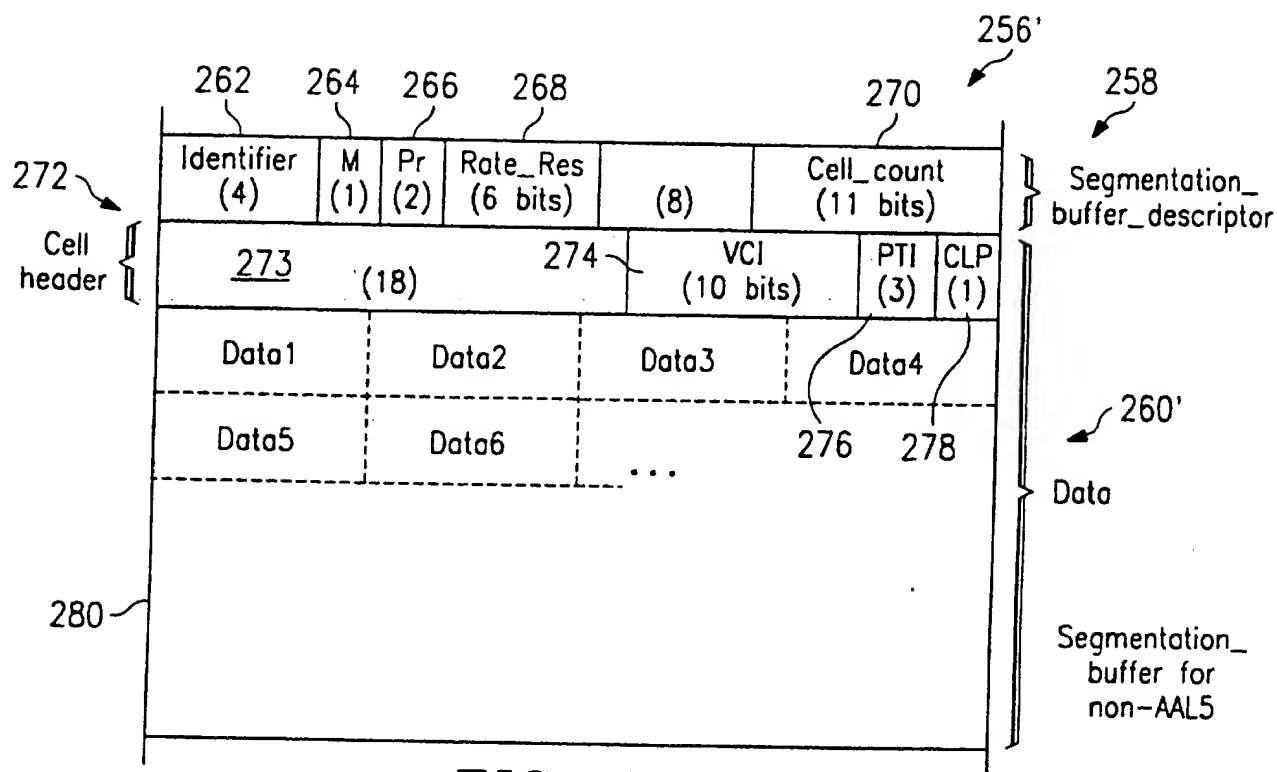 256'
262 264 266 268 270 258
Identifier (4) M (1) Pr (2) Rate_Res (6 bits) (8) Cell_count (11 bits)
Segmentation_
buffer_descriptor
272
Cell
header
273 (18) 274 VCI (10 bits) PTI (3) CLP (1)
Data1 Data2 Data3 Data4
276 278 260'
Data5 Data6 ...
Data
280
Segmentation_
buffer for
non-AAL5